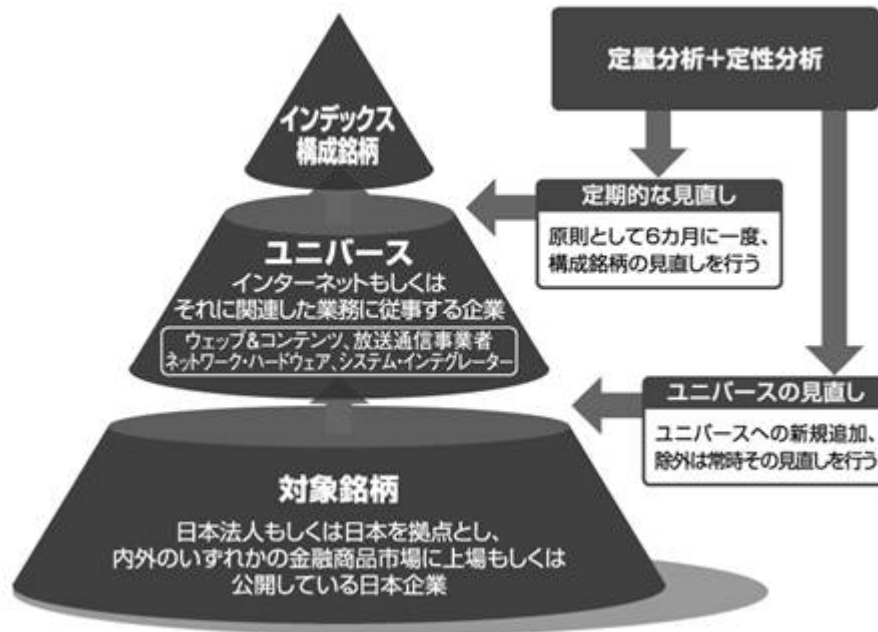 定量分析+定性分析
インデックス
構成銘柄
定期的な見直し
原則として6カ月に一度、
構成銘柄の見直しを行う
ユニバース
インターネットもしくは
それに関連した業務に従事する企業
ウェッブ&コンテンツ、放送通信事業者
ネットワーク・ハードウェア、システム・インテグレーター
ユニバースの見直し
ユニバースへの新規追加、
除外は常時その見直しを行う
対象銘柄
日本法人もしくは日本を拠点とし、
内外のいずれかの金融商品市場に上場もしくは
公開している日本企業